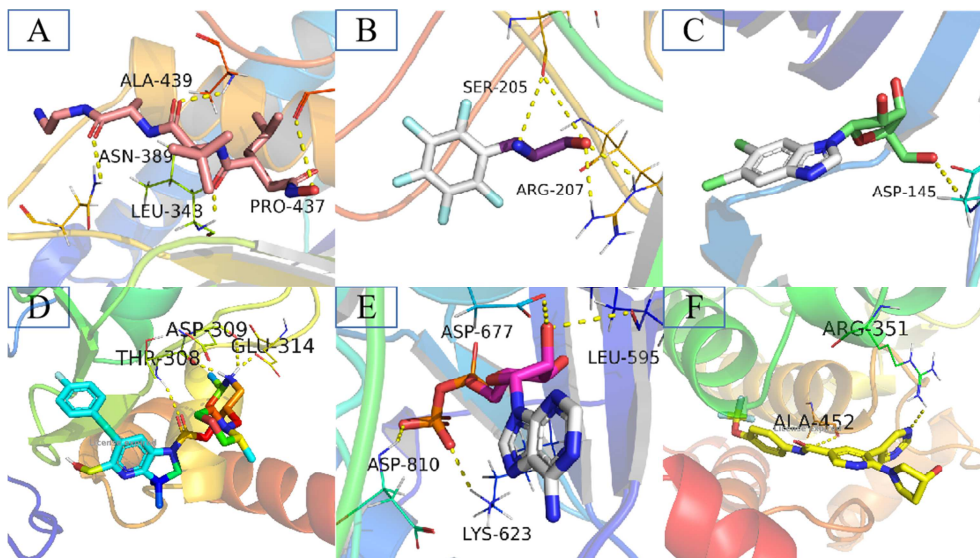 A
ALA-439
ASN-389
LEU-343
PRO-437
B
SER-205
ARG-207
C
ASP-145
D
ASP-309
THR-308
GLU-314
E
ASP-677
LEU-595
ASP-810
LYS-623
F
ARG-351
ALA-452